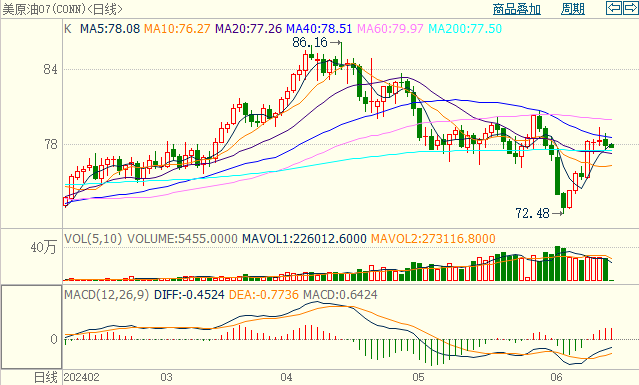 美原油07(CONN)<日线> 商品叠加 周期
K MA5:78.08 MA10:76.27 MA20:77.26 MA40:78.51 MA60:79.97 MA200:77.50
86.16
84
78
72.48
VOL(5,10) VOLUME:5455.0000 MAVOL1:226012.6000 MAVOL2:273116.8000
40万
MACD(12,26,9) DIFF:-0.4524 DEA:-0.7736 MACD:0.6424
0
日线 202402 03 04 05 06